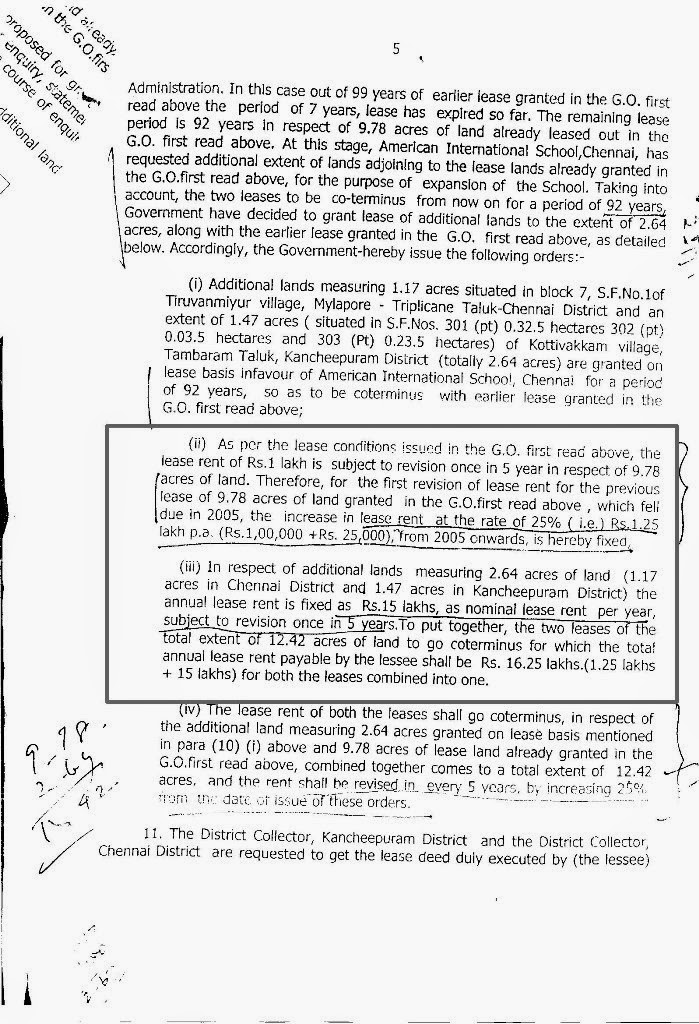 5
Administration. In this case out of 99 years of earlier lease granted in the G.O. first
read above the period of 7 years, lease has expired so far. The remaining lease
period is 92 years in respect of 9.78 acres of land already leased out in the
G.O. first read above. At this stage, American International School,Chennai, has
requested additional extent of lands adjoining to the lease lands already granted in
the G.O.first read above, for the purpose of expansion of the School. Taking into
account, the two leases to be co-terminus from now on for a period of 92 years,
Government have decided to grant lease of additional lands to the extent of 2.64
acres, along with the earlier lease granted in the G.O. first read above, as detailed
below. Accordingly, the Government-hereby issue the following orders:-
(i) Additional lands measuring 1.17 acres situated in block 7, S.F.No.1of
Tiruvanmiyur village, Mylapore - Triplicane Taluk-Chennai District and an
extent of 1.47 acres ( situated in S.F.Nos. 301 (pt) 0.32.5 hectares 302 (pt)
0.03.5 hectares and 303 (Pt) 0.23.5 hectares) of Kottivakkam village,
Tambaram Taluk, Kancheepuram District (totally 2.64 acres) are granted on
lease basis infavour of American International School, Chennai for a period
of 92 years, so as to be coterminus with earlier lease granted in the
G.O. first read above;
(ii) As per the lease conditions issued in the G.O. first read above, the
lease rent of Rs.1 lakh is subject to revision once in 5 year in respect of 9.78
acres of land. Therefore, for the first revision of lease rent for the previous
lease of 9.78 acres of land granted in the G.O.first read above , which fell
due in 2005, the increase in lease rent at the rate of 25% ( i.e.) Rs.1.25
lakh p.a. (Rs.1,00,000 +Rs. 25,000), from 2005 onwards, is hereby fixed.
(iii) In respect of additional lands measuring 2.64 acres of land (1.17
acres in Chennai District and 1.47 acres in Kancheepuram District) the
annual lease rent is fixed as Rs.15 lakhs, as nominal lease rent per year,
subject to revision once in 5 years.To put together, the two leases of the
total extent of 12.42 acres of land to go coterminus for which the total
annual lease rent payable by the lessee shall be Rs. 16.25 lakhs.(1.25 lakhs
+ 15 lakhs) for both the leases combined into one.
(iv) The lease rent of both the leases shall go coterminus, in respect of
the additional land measuring 2.64 acres granted on lease basis mentioned
in para (10) (i) above and 9.78 acres of lease land already granted in the
G.O.first read above, combined together comes to a total extent of 12.42
acres, and the rent shall be revised in every 5 years, by increasing 25%
from the date of issue of these orders.
11. The District Collector, Kancheepuram District and the District Collector,
Chennai District are requested to get the lease deed duly executed by (the lessee)
already.
n the G.O.firs
proposed for
enquiry,
course of enquir
dditional land
9-78
2-64